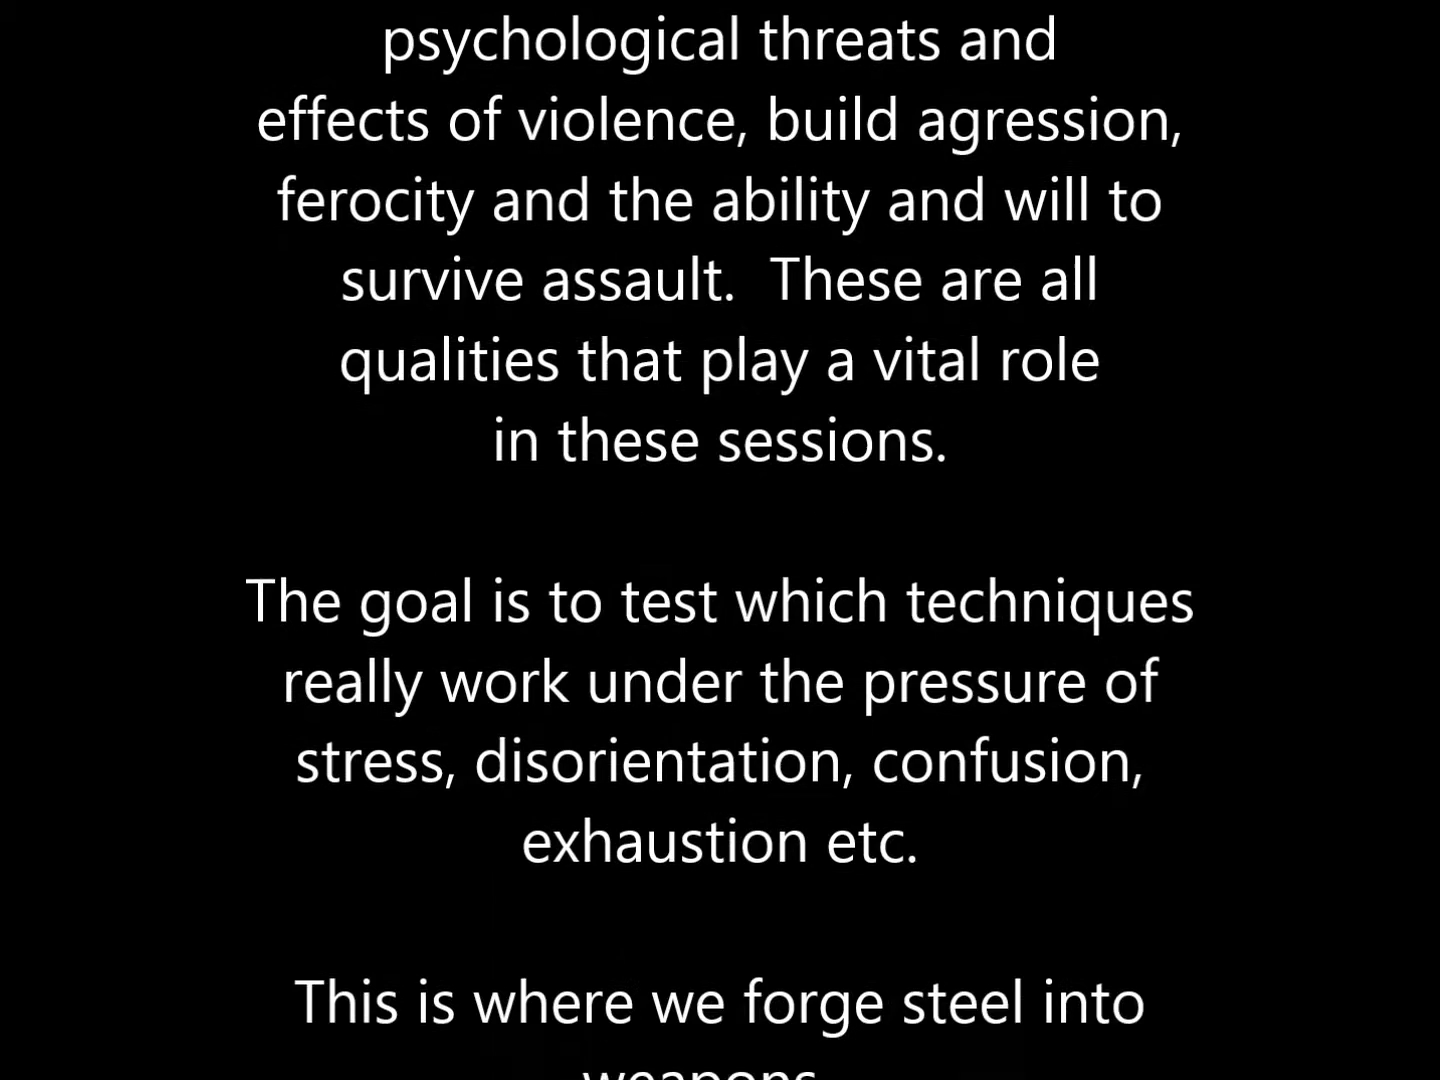 psychological threats and
effects of violence, build agression,
ferocity and the ability and will to
survive assault.  These are all
qualities that play a vital role
in these sessions.
The goal is to test which techniques
really work under the pressure of
stress, disorientation, confusion,
exhaustion etc.
This is where we forge steel into
weapons